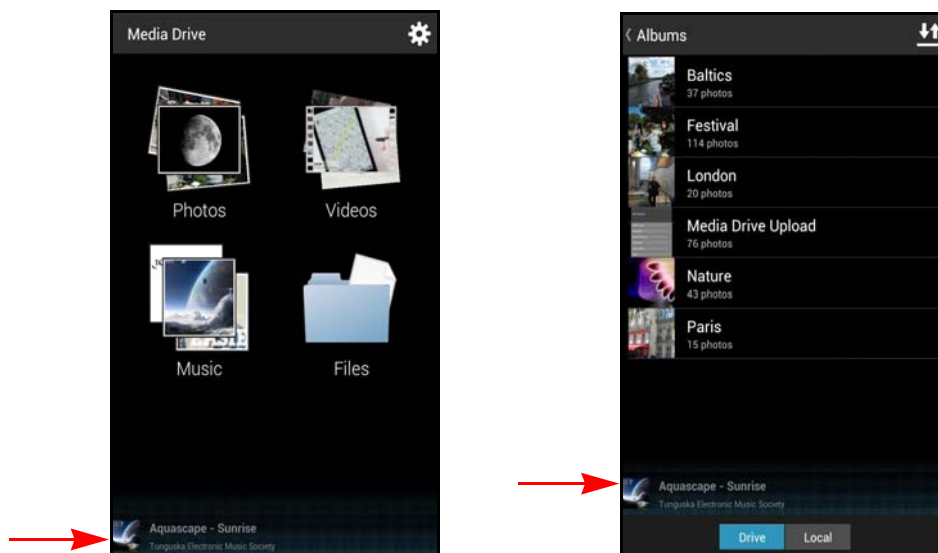 Media Drive
Photos
Videos
Music
Files
Aquascape - Sunrise
Tunguska Electronic Music Society
Albums
Baltics
37 photos
Festival
114 photos
London
20 photos
Media Drive Upload
76 photos
Nature
43 photos
Paris
15 photos
Aquascape - Sunrise
Tunguska Electronic Music Society
Drive
Local